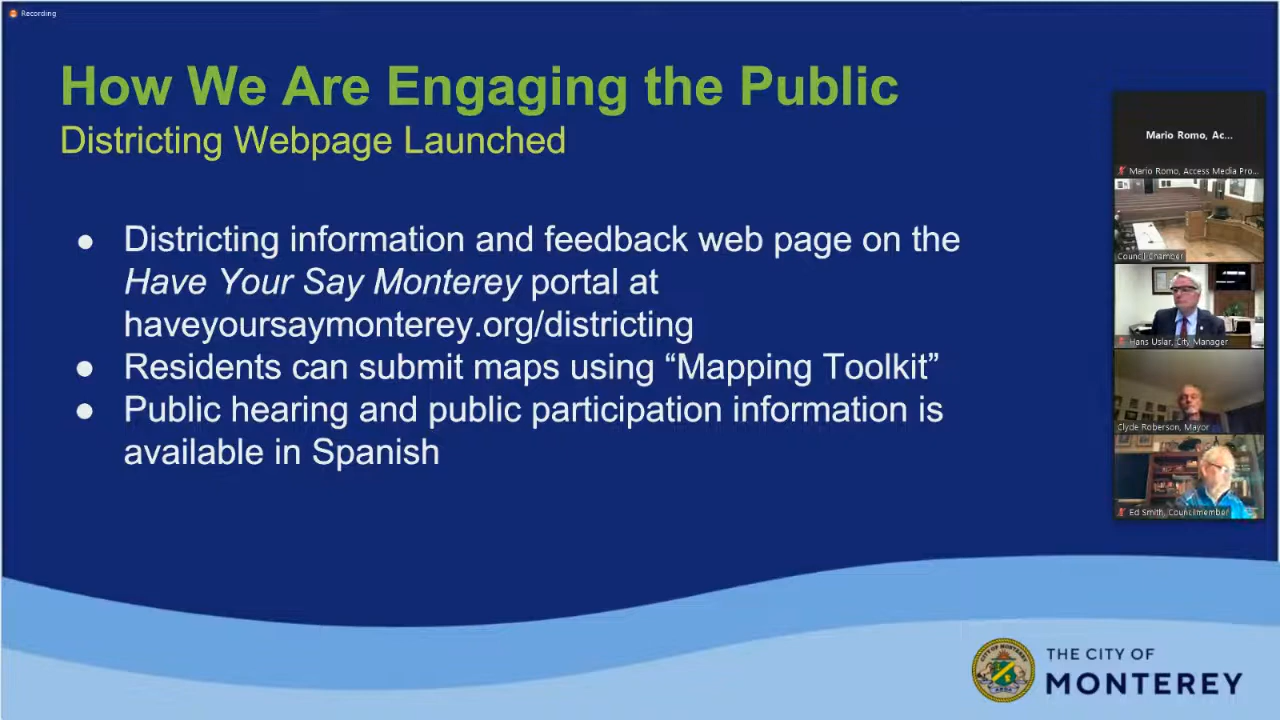 Recording
How We Are Engaging the Public
Districting Webpage Launched
● Districting information and feedback web page on the
Have Your Say Monterey portal at
haveyoursaymonterey.org/districting
● Residents can submit maps using “Mapping Toolkit”
● Public hearing and public participation information is
available in Spanish
Mario Romo, Ac...
Mario Romo, Access Media Pro...
Council Chamber
Hans Uslar, City Manager
Clyde Roberson, Mayor
Ed Smith, Councilmember
CITY OF MONTEREY
THE CITY OF
MONTEREY